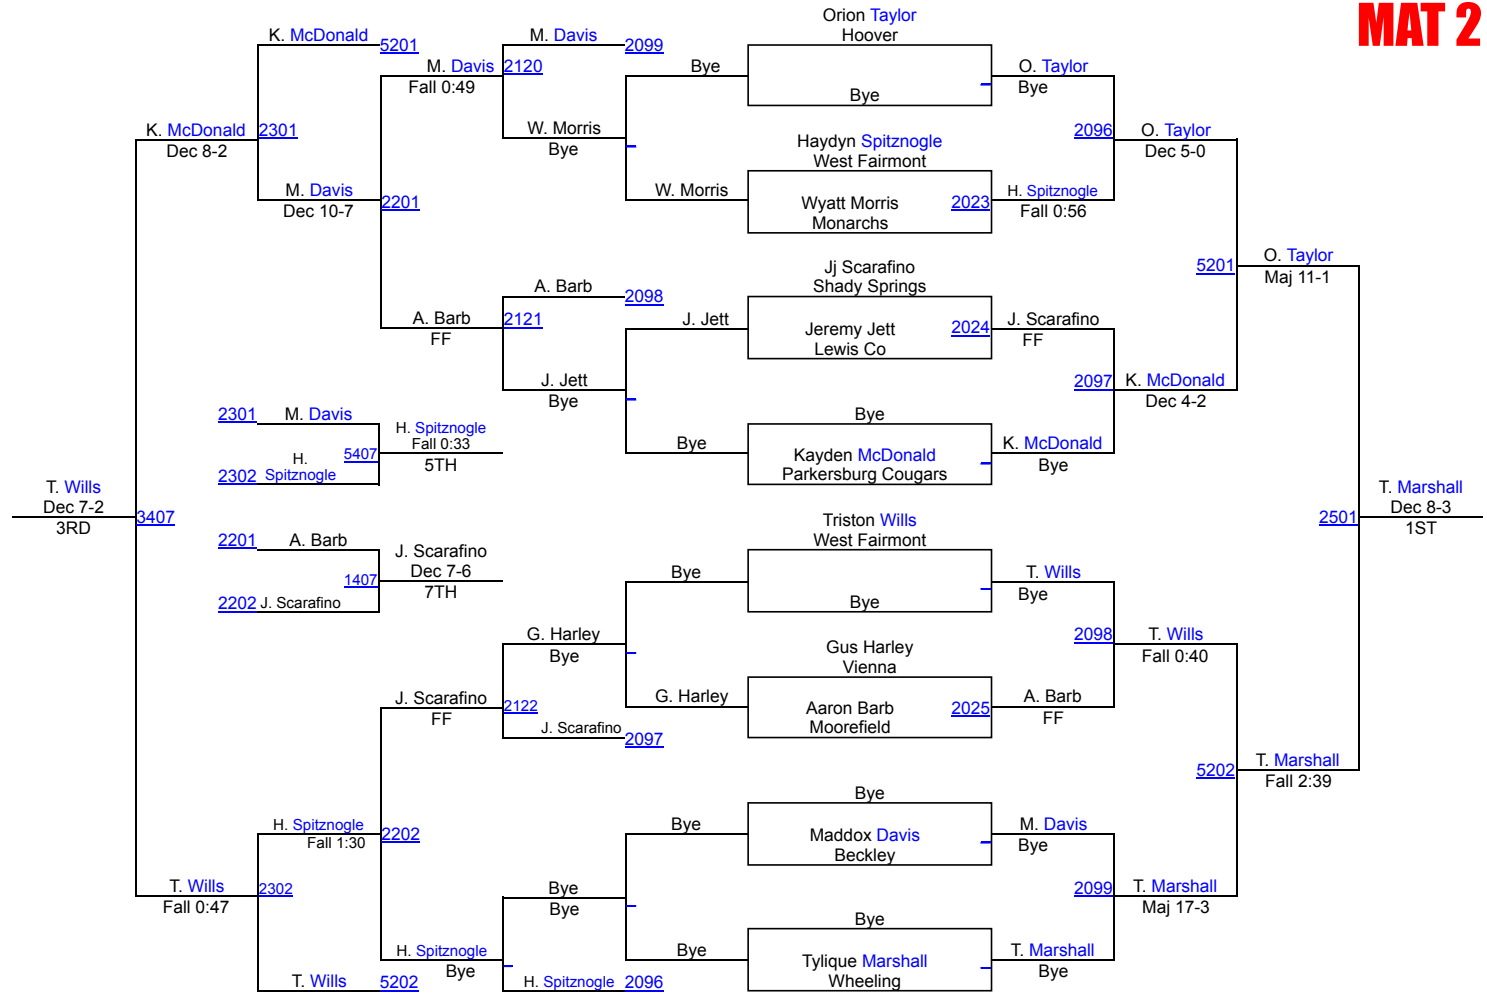 MAT 2
Orion Taylor
Hoover
Bye
Haydyn Spitznogle
West Fairmont
Wyatt Morris
Monarchs
2023
Jj Scarafino
Shady Springs
Jeremy Jett
Lewis Co
2024
Bye
Kayden McDonald
Parkersburg Cougars
Triston Wills
West Fairmont
Bye
Gus Harley
Vienna
Aaron Barb
Moorefield
2025
Bye
Maddox Davis
Beckley
Bye
Tylique Marshall
Wheeling
O. Taylor
Bye
2096
H. Spitznogle
Fall 0:56
J. Scarafino
FF
2097
K. McDonald
Bye
T. Wills
Bye
2098
A. Barb
FF
M. Davis
Bye
2099
T. Marshall
Bye
O. Taylor
Dec 5-0
5201
K. McDonald
Dec 4-2
T. Wills
Fall 0:40
5202
T. Marshall
Maj 17-3
O. Taylor
Maj 11-1
2501
T. Marshall
Fall 2:39
T. Marshall
Dec 8-3
1ST
Bye
W. Morris
J. Jett
Bye
Bye
G. Harley
Bye
Bye
M. Davis
2099
2120
W. Morris
Bye
A. Barb
2098
2121
J. Jett
Bye
G. Harley
Bye
2122
J. Scarafino
2097
Bye
Bye
H. Spitznogle
2096
M. Davis
Fall 0:49
2201
A. Barb
FF
J. Scarafino
FF
2202
H. Spitznogle
Bye
K. McDonald
5201
2301
M. Davis
Dec 10-7
H. Spitznogle
Fall 1:30
2302
T. Wills
5202
K. McDonald
Dec 8-2
3407
T. Wills
Fall 0:47
T. Wills
Dec 7-2
3RD
2301
M. Davis
5407
H.
2302
Spitznogle
H. Spitznogle
Fall 0:33
5TH
2201
A. Barb
1407
2202
J. Scarafino
J. Scarafino
Dec 7-6
7TH